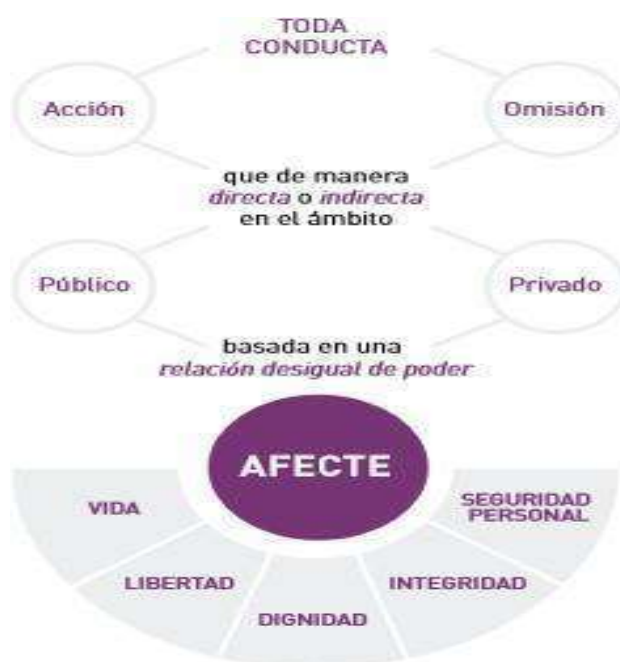 TODA
CONDUCTA
Acción
Omisión
que de manera
directa o indirecta
en el ámbito
Público
Privado
basada en una
relación desigual de poder
AFECTE
VIDA
LIBERTAD
DIGNIDAD
INTEGRIDAD
SEGURIDAD
PERSONAL